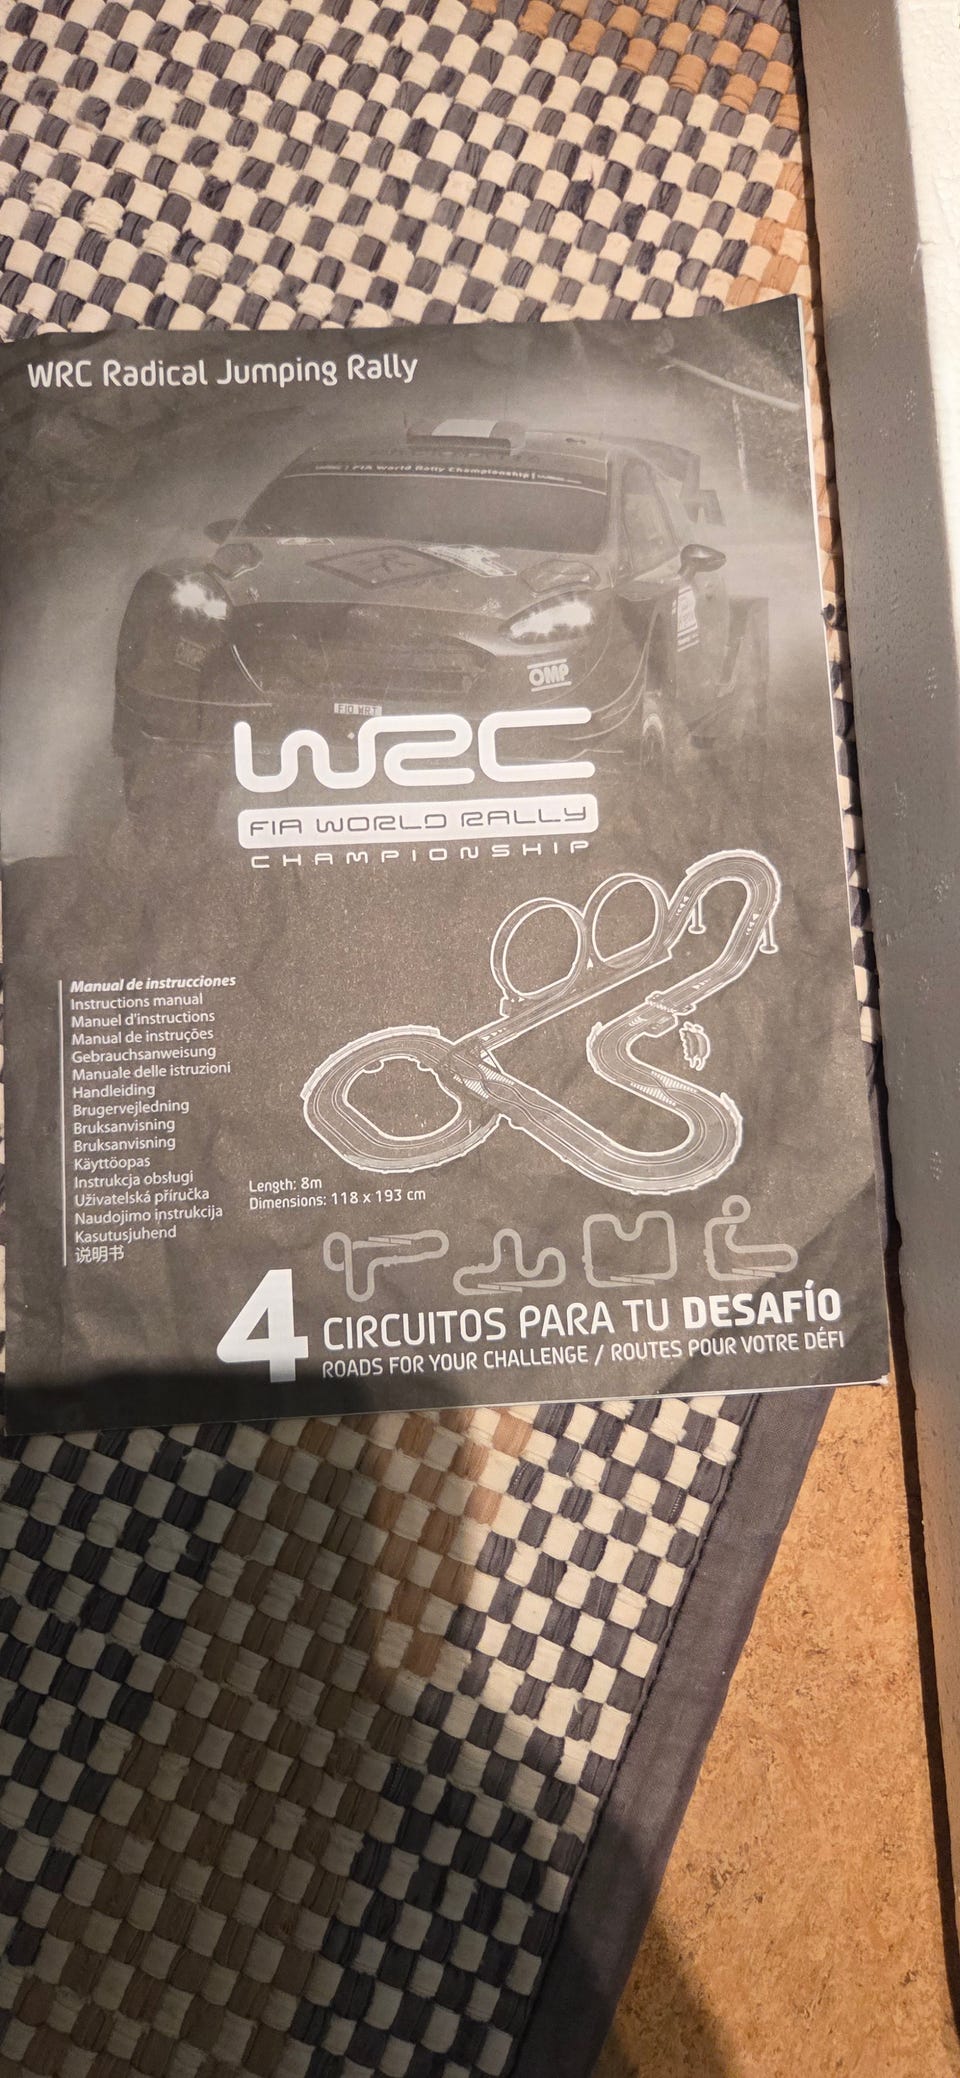 WRC Radical Jumping Rally
FIA World Rally Championship
OMP
F10 WRT
WRC
FIA WORLD RALLY
CHAMPIONSHIP
Manual de instrucciones
Instructions manual
Manuel d'instructions
Manual de instruções
Gebrauchsanweisung
Manuale delle istruzioni
Handleiding
Brugervejledning
Bruksanvisning
Bruksanvisning
Käyttöopas
Instrukcja obsługi
Uživatelská příručka
Naudojimo instrukcija
Kasutusjuhend
说明书
Length: 8m
Dimensions: 118 x 193 cm
4 CIRCUITOS PARA TU DESAFÍO
ROADS FOR YOUR CHALLENGE / ROUTES POUR VOTRE DÉFI